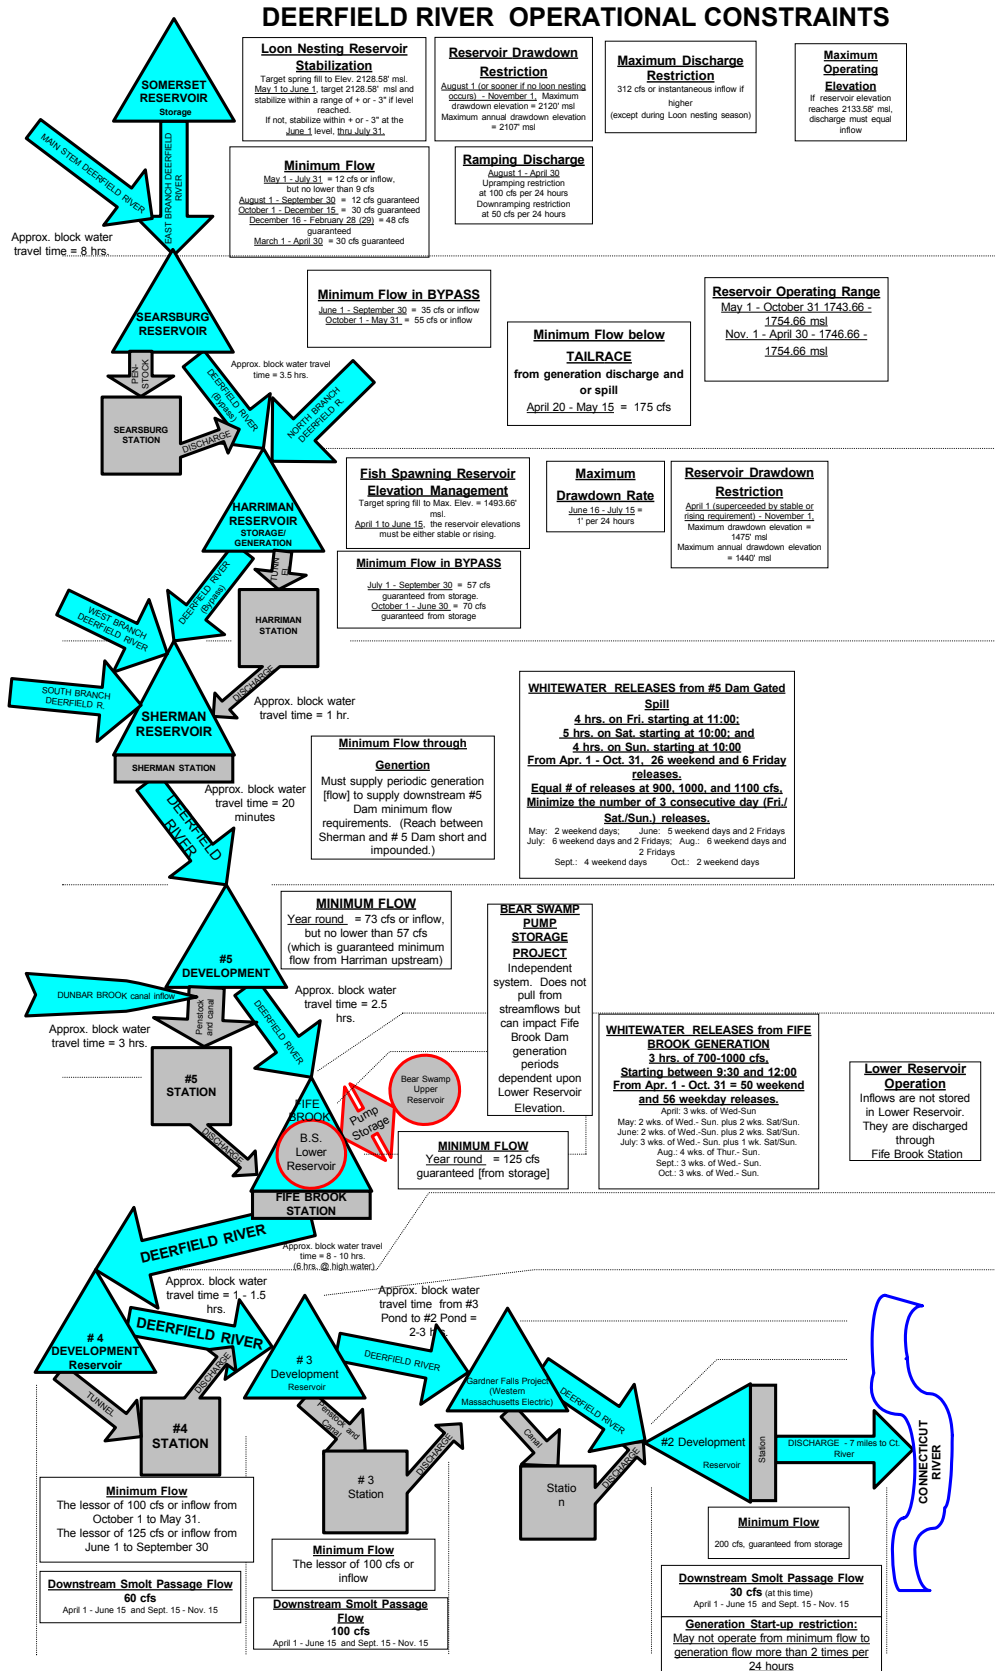 DEERFIELD RIVER OPERATIONAL CONSTRAINTS
SOMERSET
RESERVOIR
Storage
Loon Nesting Reservoir
Stabilization
Target spring fill to Elev. 2128.58' msl.
May 1 to June 1, target 2128.58' msl and
stabilize within a range of + or - 3" if level
reached.
If not, stabilize within + or - 3" at the
June 1 level, thru July 31.
Reservoir Drawdown
Restriction
August 1 (or sooner if no loon nesting
occurs) - November 1, Maximum
drawdown elevation = 2120' msl
Maximum annual drawdown elevation
= 2107' msl
Maximum Discharge
Restriction
312 cfs or instantaneous inflow if
higher
(except during Loon nesting season)
Maximum
Operating
Elevation
If reservoir elevation
reaches 2133.58' msl,
discharge must equal
inflow
MAIN STEM DEERFIELD RIVER
EAST BRANCH DEERFIELD
RIVER
Minimum Flow
May 1 - July 31 = 12 cfs or inflow,
but no lower than 9 cfs
August 1 - September 30 = 12 cfs guaranteed
October 1 - December 15 = 30 cfs guaranteed
December 16 - February 28 (29) = 48 cfs
guaranteed
March 1 - April 30 = 30 cfs guaranteed
Ramping Discharge
August 1 - April 30
Upramping restriction
at 100 cfs per 24 hours
Downramping restriction
at 50 cfs per 24 hours
Approx. block water
travel time = 8 hrs.
SEARSBURG
RESERVOIR
Minimum Flow in BYPASS
June 1 - September 30 = 35 cfs or inflow
October 1 - May 31 = 55 cfs or inflow
Reservoir Operating Range
May 1 - October 31 1743.66 -
1754.66 msl
Nov. 1 - April 30 - 1746.66 -
1754.66 msl
Minimum Flow below
TAILRACE
from generation discharge and
or spill
April 20 - May 15 = 175 cfs
PEN-
STOCK
Approx. block water travel
time = 3.5 hrs.
DEERFIELD RIVER
(Bypass)
NORTH BRANCH
DEERFIELD R.
SEARSBURG
STATION
DISCHARGE
HARRIMAN
RESERVOIR
STORAGE/
GENERATION
Fish Spawning Reservoir
Elevation Management
Target spring fill to Max. Elev. = 1493.66'
msl.
April 1 to June 15, the reservoir elevations
must be either stable or rising.
Maximum
Drawdown Rate
June 16 - July 15 =
1' per 24 hours
Reservoir Drawdown
Restriction
April 1 (superceeded by stable or
rising requirement) - November 1,
Maximum drawdown elevation =
1475' msl
Maximum annual drawdown elevation
= 1440' msl
Minimum Flow in BYPASS
July 1 - September 30 = 57 cfs
guaranteed from storage.
October 1 - June 30 = 70 cfs
guaranteed from storage
TUNN
EL
DEERFIELD RIVER
(Bypass)
HARRIMAN
STATION
WEST BRANCH
DEERFIELD RIVER
SOUTH BRANCH
DEERFIELD R.
DISCHARGE
Approx. block water
travel time = 1 hr.
SHERMAN
RESERVOIR
SHERMAN STATION
WHITEWATER RELEASES from #5 Dam Gated
Spill
4 hrs. on Fri. starting at 11:00;
5 hrs. on Sat. starting at 10:00; and
4 hrs. on Sun. starting at 10:00
From Apr. 1 - Oct. 31, 26 weekend and 6 Friday
releases.
Equal # of releases at 900, 1000, and 1100 cfs,
Minimize the number of 3 consecutive day (Fri./
Sat./Sun.) releases.
May: 2 weekend days; June: 5 weekend days and 2 Fridays
July: 6 weekend days and 2 Fridays; Aug.: 6 weekend days and
2 Fridays
Sept.: 4 weekend days Oct.: 2 weekend days
Minimum Flow through
Genertion
Must supply periodic generation
[flow] to supply downstream #5
Dam minimum flow
requirements. (Reach between
Sherman and # 5 Dam short and
impounded.)
Approx. block water
travel time = 20
minutes
DEERFIELD
RIVER
#5
DEVELOPMENT
MINIMUM FLOW
Year round = 73 cfs or inflow,
but no lower than 57 cfs
(which is guaranteed minimum
flow from Harriman upstream)
BEAR SWAMP
PUMP
STORAGE
PROJECT
Independent
system. Does not
pull from
streamflows but
can impact Fife
Brook Dam
generation
periods
dependent upon
Lower Reservoir
Elevation.
DUNBAR BROOK canal inflow
Penstock
and canal
DEERFIELD RIVER
Approx. block water
travel time = 2.5
hrs.
Approx. block water
travel time = 3 hrs.
#5
STATION
DISCHARGE
FIFE
BROOK
B.S.
Lower
Reservoir
Pump
Storage
Bear Swamp
Upper
Reservoir
FIFE BROOK
STATION
MINIMUM FLOW
Year round = 125 cfs
guaranteed [from storage]
WHITEWATER RELEASES from FIFE
BROOK GENERATION
3 hrs. of 700-1000 cfs,
Starting between 9:30 and 12:00
From Apr. 1 - Oct. 31 = 50 weekend
and 56 weekday releases.
April: 3 wks. of Wed-Sun
May: 2 wks. of Wed.- Sun. plus 2 wks. Sat/Sun.
June: 2 wks. of Wed.-Sun. plus 2 wks. Sat/Sun.
July: 3 wks. of Wed.-Sun. plus 1 wk. Sat/Sun.
Aug.: 4 wks. of Thur.- Sun.
Sept.: 3 wks. of Wed.- Sun.
Oct.: 3 wks. of Wed.- Sun.
Lower Reservoir
Operation
Inflows are not stored
in Lower Reservoir.
They are discharged
through
Fife Brook Station
DEERFIELD RIVER
Approx. block water travel
time = 8 - 10 hrs.
(6 hrs. @ high water)
Approx. block water
travel time = 1 - 1.5
hrs.
Approx. block water
travel time from #3
Pond to #2 Pond =
2-3 hrs.
# 4
DEVELOPMENT
Reservoir
DEERFIELD RIVER
# 3
Development
Reservoir
DEERFIELD RIVER
Gardner Falls Project
(Western
Massachusetts Electric)
DEERFIELD RIVER
#2 Development
Reservoir
Station
DISCHARGE - 7 miles to Ct.
River
CONNECTICUT
RIVER
TUNNEL
#4
STATION
DISCHARGE
Penstock and
Canal
# 3
Station
DISCHARGE
Canal
Statio
n
DISCHARGE
Minimum Flow
The lessor of 100 cfs or inflow from
October 1 to May 31.
The lessor of 125 cfs or inflow from
June 1 to September 30
Downstream Smolt Passage Flow
60 cfs
April 1 - June 15 and Sept. 15 - Nov. 15
Minimum Flow
The lessor of 100 cfs or
inflow
Downstream Smolt Passage
Flow
100 cfs
April 1 - June 15 and Sept. 15 - Nov. 15
Minimum Flow
200 cfs, guaranteed from storage
Downstream Smolt Passage Flow
30 cfs (at this time)
April 1 - June 15 and Sept. 15 - Nov. 15
Generation Start-up restriction:
May not operate from minimum flow to
generation flow more than 2 times per
24 hours